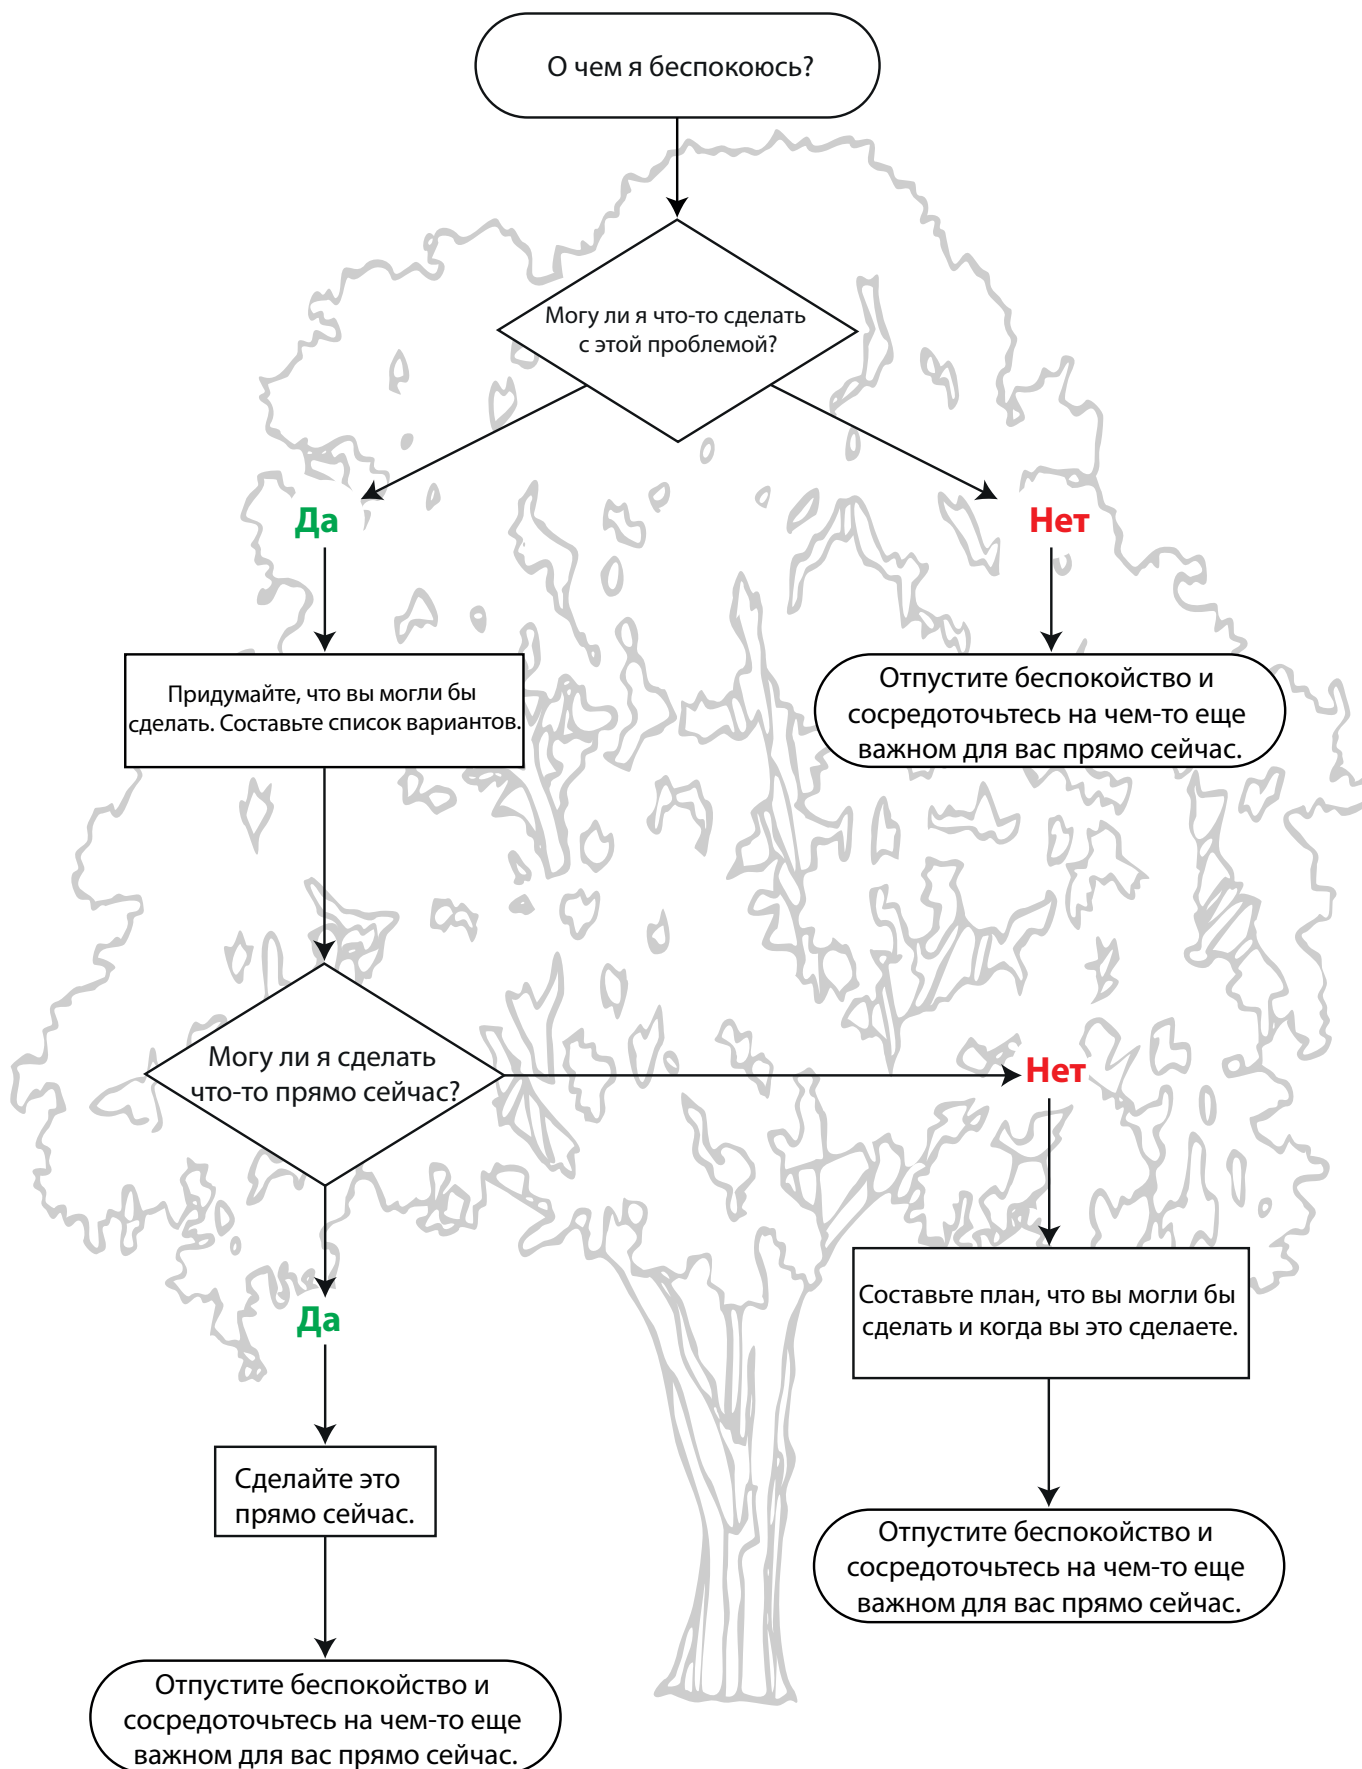 О чем я беспокоюсь?
Могу ли я что-то сделать
с этой проблемой?
Да
Нет
Придумайте, что вы могли бы
сделать. Составьте список вариантов.
Отпустите беспокойство и
сосредоточьтесь на чем-то еще
важном для вас прямо сейчас.
Могу ли я сделать
что-то прямо сейчас?
Нет
Да
Составьте план, что вы могли бы
сделать и когда вы это сделаете.
Сделайте это
прямо сейчас.
Отпустите беспокойство и
сосредоточьтесь на чем-то еще
важном для вас прямо сейчас.
Отпустите беспокойство и
сосредоточьтесь на чем-то еще
важном для вас прямо сейчас.